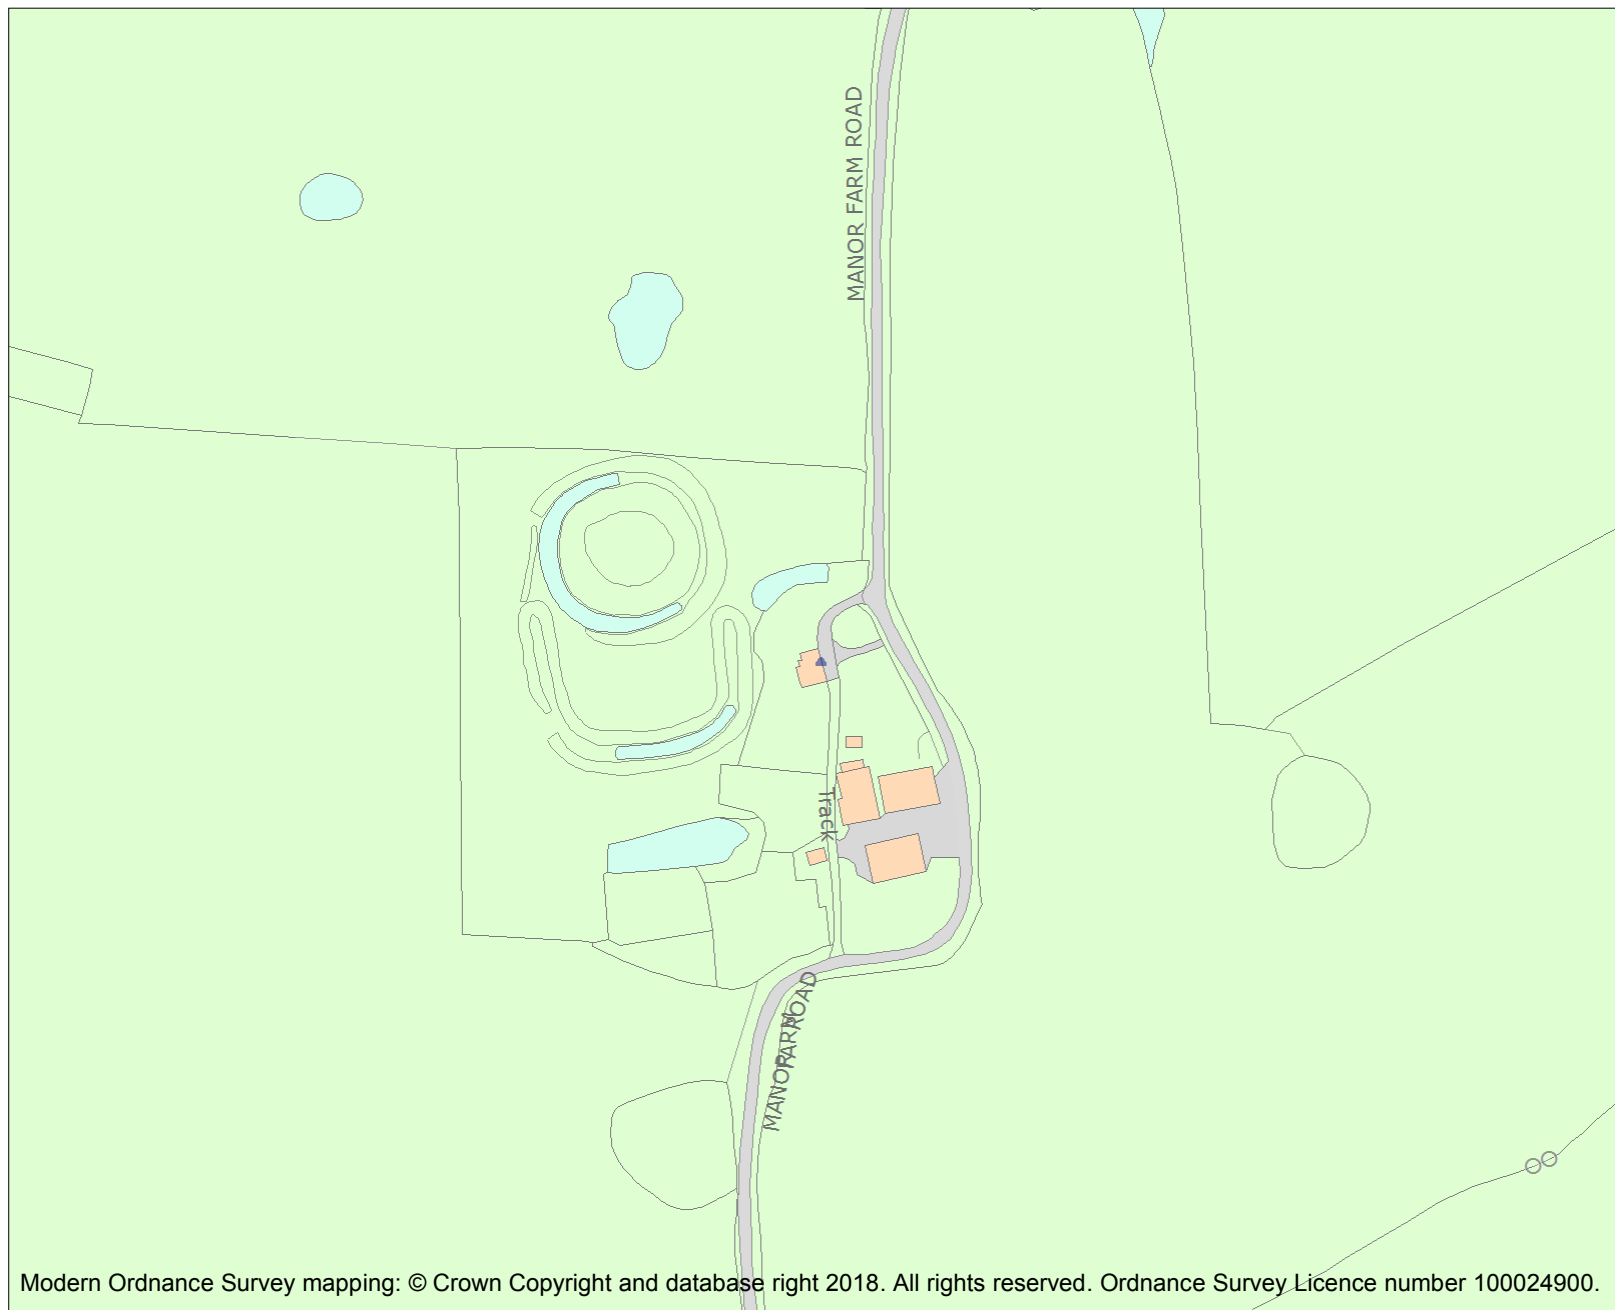 MANOR FARM ROAD
Track
MANOR FARM ROAD
Modern Ordnance Survey mapping: © Crown Copyright and database right 2018. All rights reserved. Ordnance Survey Licence number 100024900.